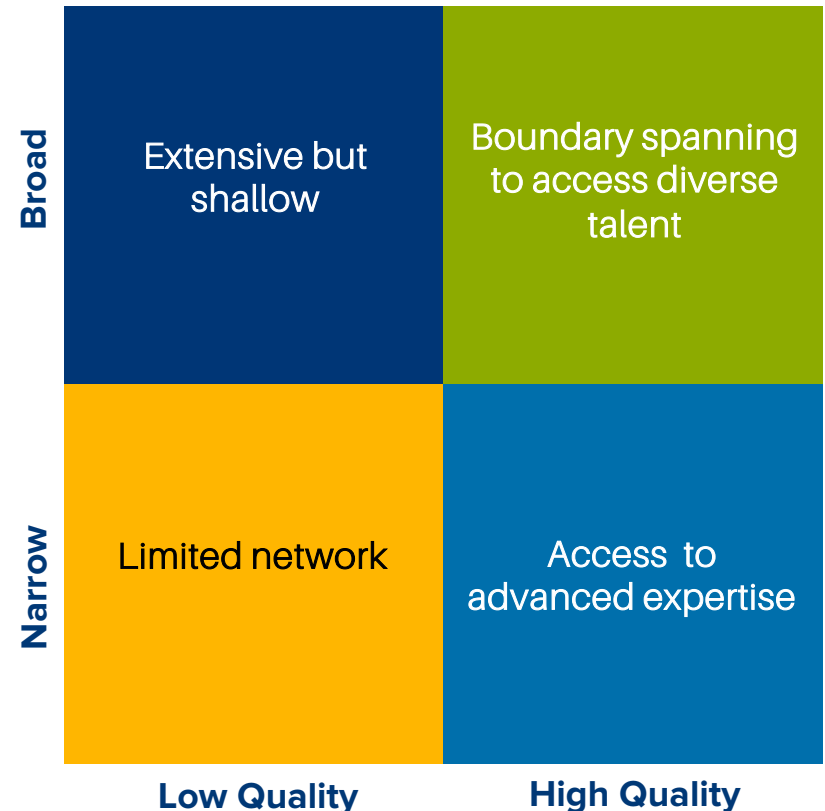 Broad
Extensive but
shallow
Boundary spanning
to access diverse
talent
Narrow
Limited network
Access to
advanced expertise
Low Quality
High Quality